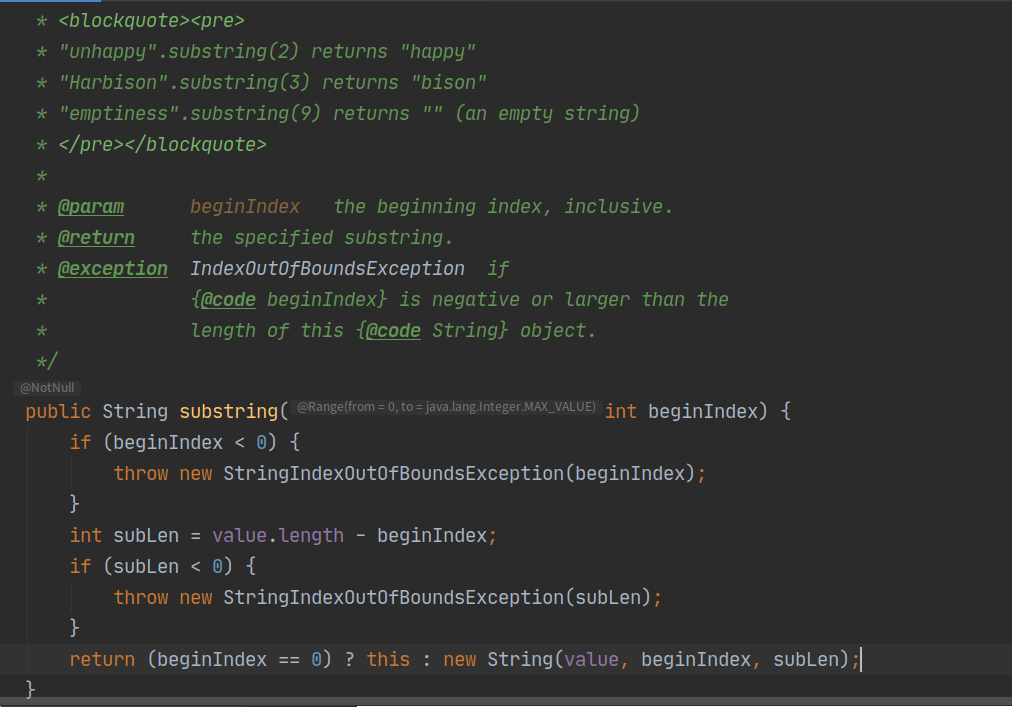 * <blockquote><pre>
* "unhappy".substring(2) returns "happy"
* "Harbison".substring(3) returns "bison"
* "emptiness".substring(9) returns "" (an empty string)
* </pre></blockquote>
*
* @param      beginIndex   the beginning index, inclusive.
* @return     the specified substring.
* @exception  IndexOutOfBoundsException  if
*             {@code beginIndex} is negative or larger than the
*             length of this {@code String} object.
*/
@NotNull
public String substring( @Range(from = 0, to = java.lang.Integer.MAX_VALUE) int beginIndex) {
    if (beginIndex < 0) {
        throw new StringIndexOutOfBoundsException(beginIndex);
    }
    int subLen = value.length - beginIndex;
    if (subLen < 0) {
        throw new StringIndexOutOfBoundsException(subLen);
    }
    return (beginIndex == 0) ? this : new String(value, beginIndex, subLen);
}